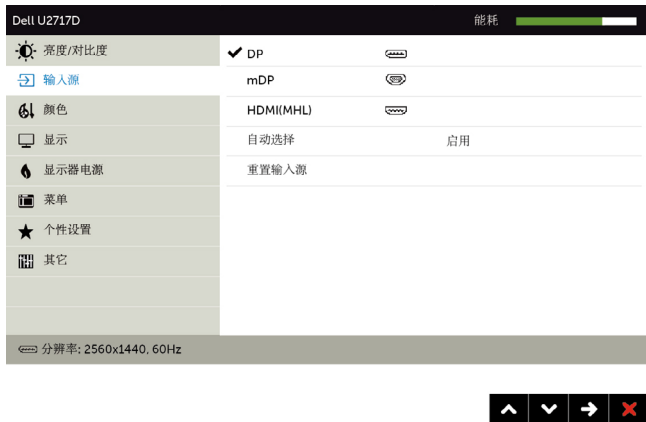 Dell U2717D
能耗
亮度/对比度
输入源
颜色
显示
显示器电源
菜单
个性设置
其它
DP
mDP
HDMI(MHL)
自动选择 启用
重置输入源
分辨率: 2560x1440, 60Hz